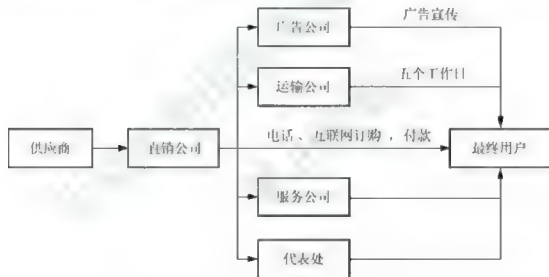 广告公司
广告宣传
运输公司
五个工作日
供应商
直销公司
电话、互联网订购，付款
最终用户
服务公司
代表处